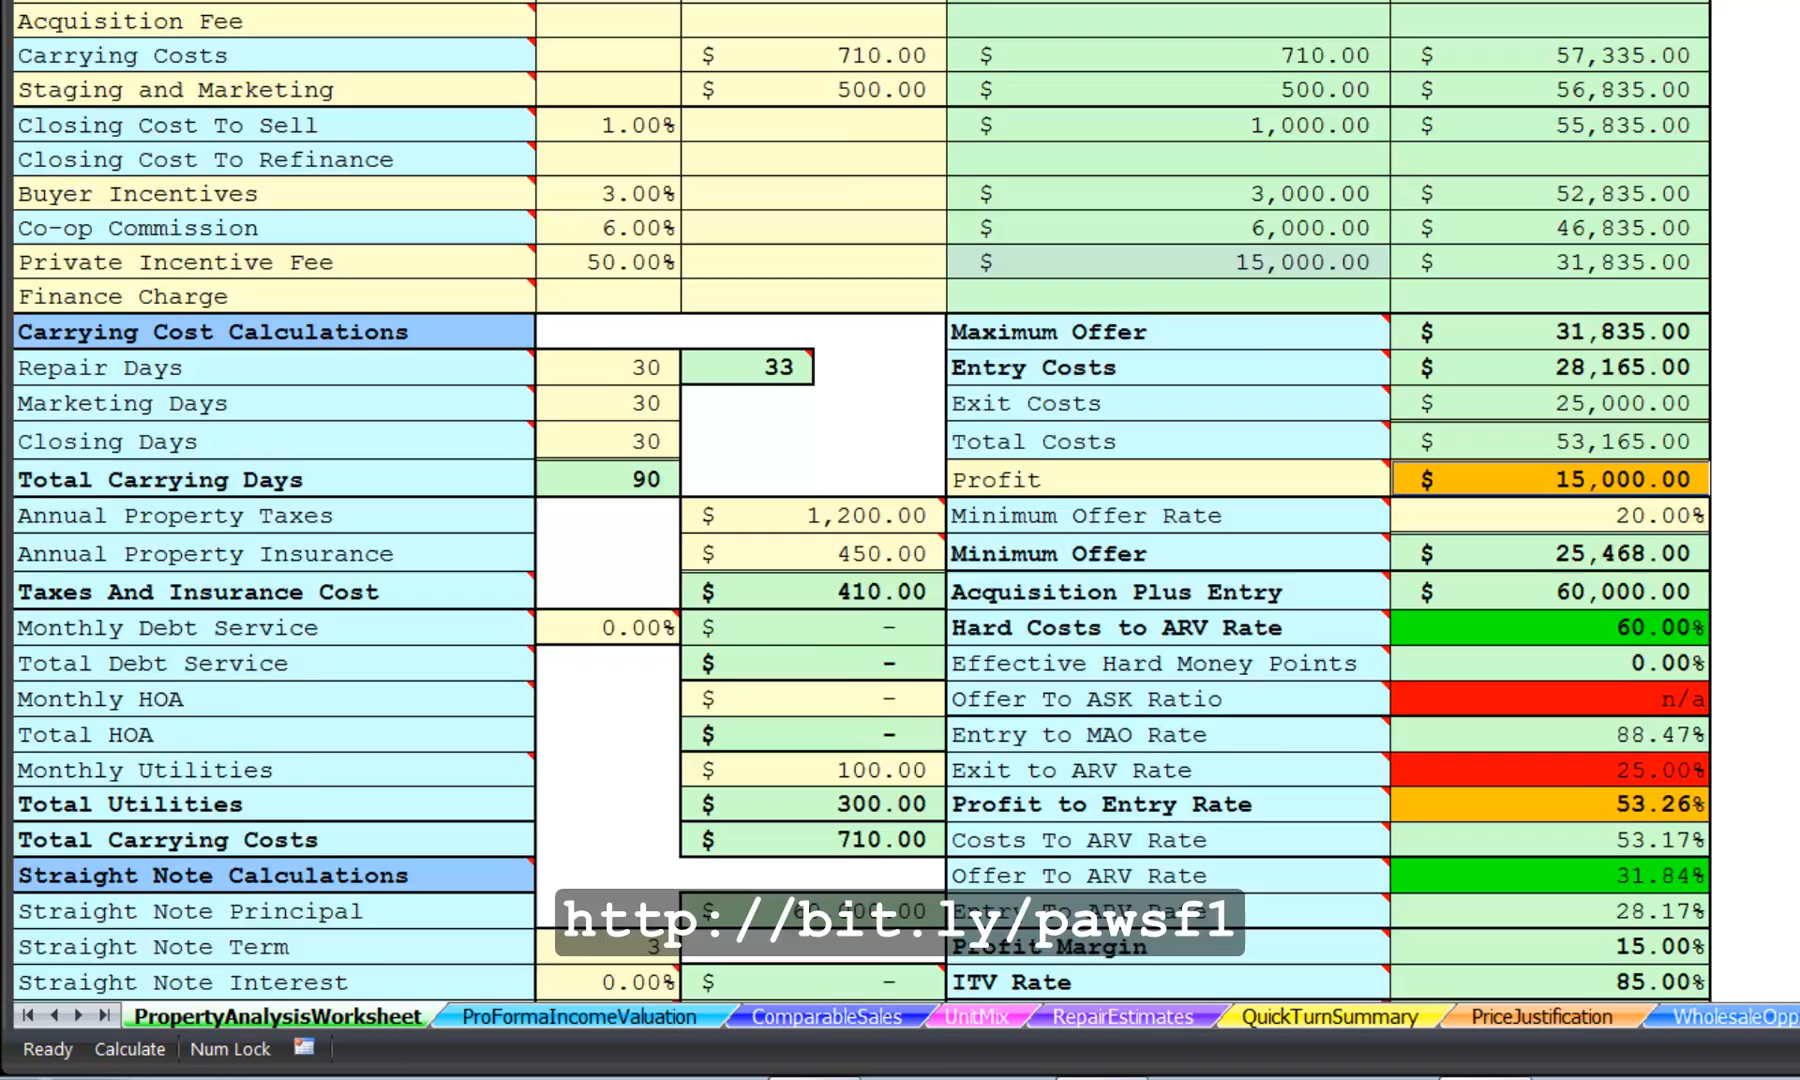 Acquisition Fee
Carrying Costs $ 710.00 $ 710.00 $ 57,335.00
Staging and Marketing $ 500.00 $ 500.00 $ 56,835.00
Closing Cost To Sell 1.00% $ 1,000.00 $ 55,835.00
Closing Cost To Refinance
Buyer Incentives 3.00% $ 3,000.00 $ 52,835.00
Co-op Commission 6.00% $ 6,000.00 $ 46,835.00
Private Incentive Fee 50.00% $ 15,000.00 $ 31,835.00
Finance Charge
Carrying Cost Calculations Maximum Offer $ 31,835.00
Repair Days 30 33 Entry Costs $ 28,165.00
Marketing Days 30 Exit Costs $ 25,000.00
Closing Days 30 Total Costs $ 53,165.00
Total Carrying Days 90 Profit $ 15,000.00
Annual Property Taxes $ 1,200.00 Minimum Offer Rate 20.00%
Annual Property Insurance $ 450.00 Minimum Offer $ 25,468.00
Taxes And Insurance Cost $ 410.00 Acquisition Plus Entry $ 60,000.00
Monthly Debt Service 0.00% $ - Hard Costs to ARV Rate 60.00%
Total Debt Service $ - Effective Hard Money Points 0.00%
Monthly HOA $ - Offer To ASK Ratio n/a
Total HOA $ - Entry to MAO Rate 88.47%
Monthly Utilities $ 100.00 Exit to ARV Rate 25.00%
Total Utilities $ 300.00 Profit to Entry Rate 53.26%
Total Carrying Costs $ 710.00 Costs To ARV Rate 53.17%
Straight Note Calculations Offer To ARV Rate 31.84%
Straight Note Principal $ Entry To ARV Rate 28.17%
http://bit.ly/pawsf1
Straight Note Term 3 Profit Margin 15.00%
Straight Note Interest 0.00% $ - ITV Rate 85.00%
PropertyAnalysisWorksheet ProFormaIncomeValuation ComparableSales UnitMix RepairEstimates QuickTurnSummary PriceJustification WholesaleOpp
Ready Calculate Num Lock